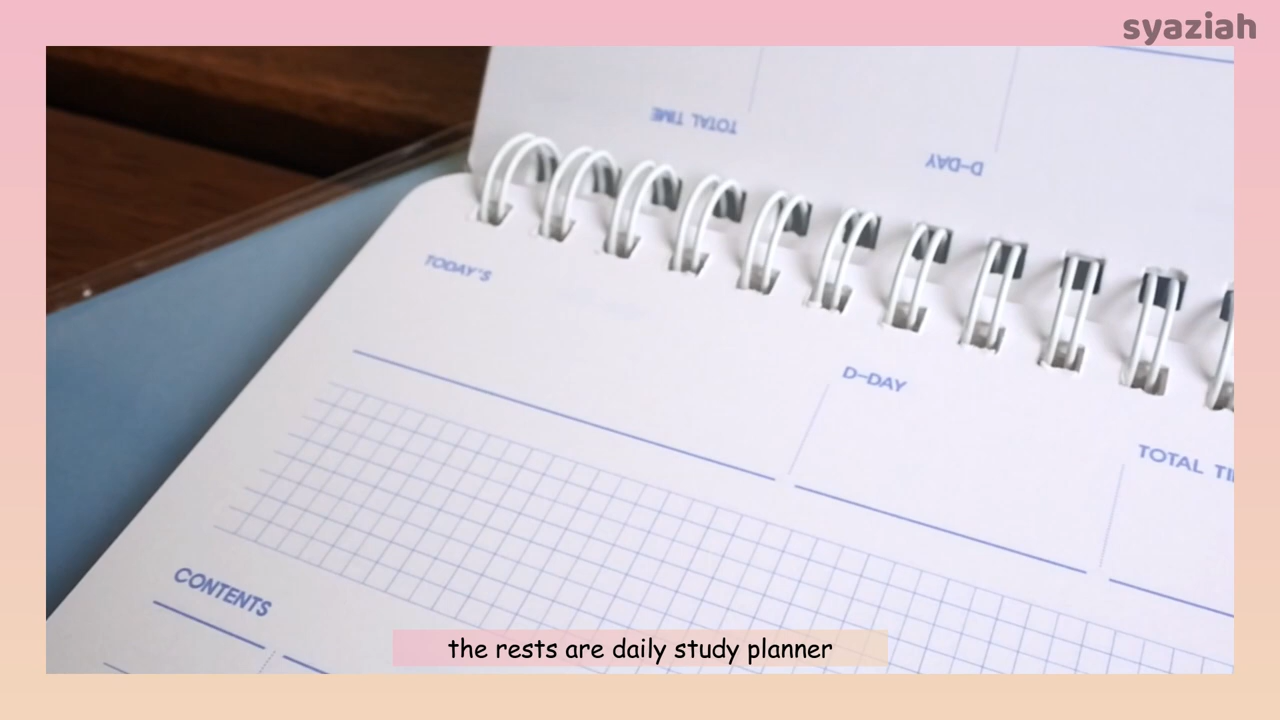 syaziah
TOTAL TIME
D-DAY
TODAY'S
D-DAY
TOTAL TI
CONTENTS
the rests are daily study planner